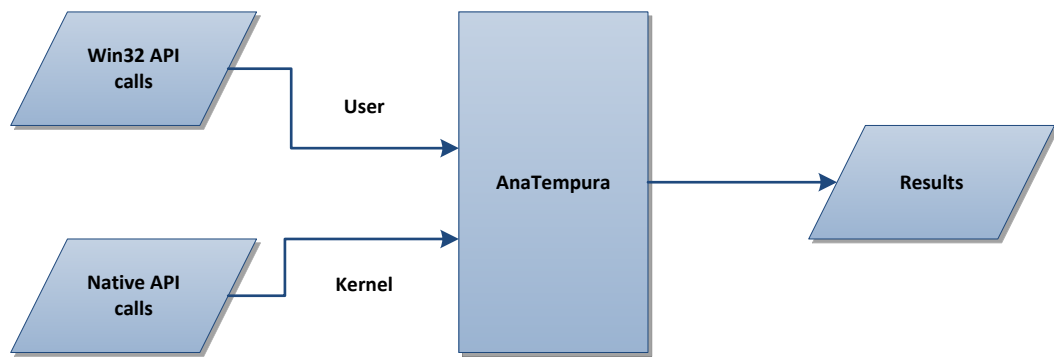 Win32 API
calls
User
AnaTempura
Results
Native API
calls
Kernel